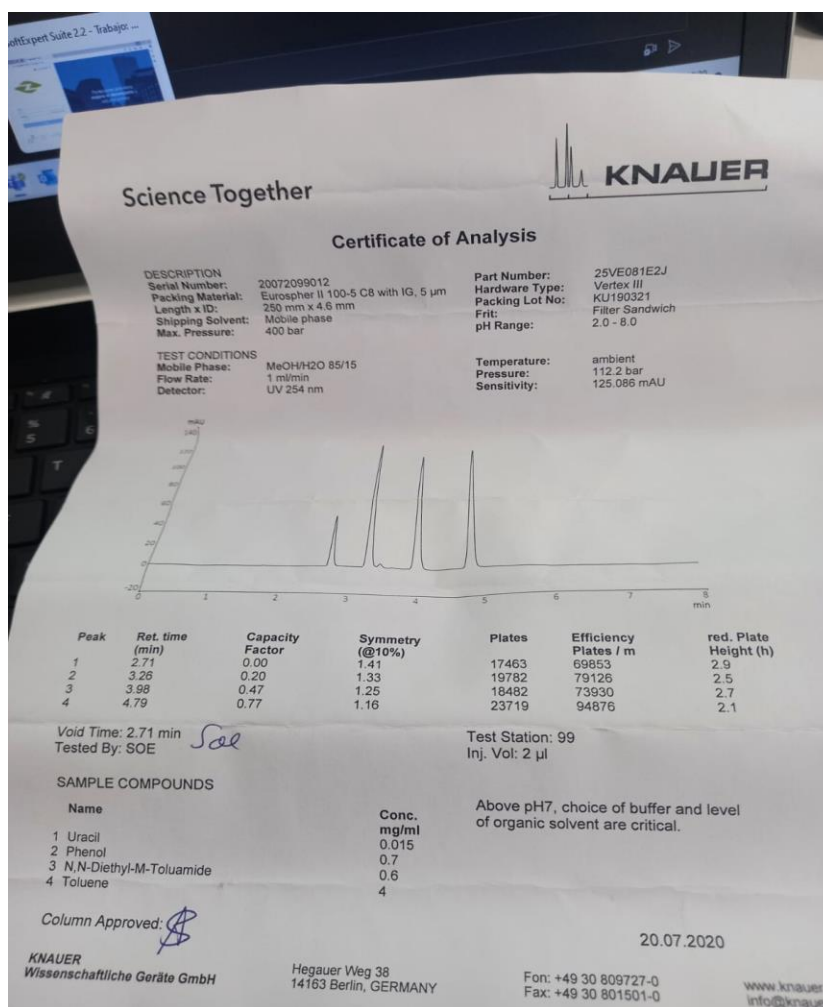 oftExpert Suite 2.2 - Trabajo: ...
KNAUER
Science Together
Certificate of Analysis
DESCRIPTION
Serial Number: 20072099012
Packing Material: Eurospher II 100-5 C8 with IG, 5 µm
Length x ID: 250 mm x 4.6 mm
Shipping Solvent: Mobile phase
Max. Pressure: 400 bar
Part Number: 25VE081E2J
Hardware Type: Vertex III
Packing Lot No: KU190321
Frit: Filter Sandwich
pH Range: 2.0 - 8.0
TEST CONDITIONS
Mobile Phase: MeOH/H2O 85/15
Flow Rate: 1 ml/min
Detector: UV 254 nm
Temperature: ambient
Pressure: 112.2 bar
Sensitivity: 125.086 mAU
mAU
140
120
100
80
60
40
20
0
-20
0 1 2 3 4 5 6 7 8
min
Peak Ret. time (min) Capacity Factor Symmetry (@10%) Plates Efficiency Plates / m red. Plate Height (h)
1 2.71 0.00 1.41 17463 69853 2.9
2 3.26 0.20 1.33 19782 79126 2.5
3 3.98 0.47 1.25 18482 73930 2.7
4 4.79 0.77 1.16 23719 94876 2.1
Void Time: 2.71 min
Tested By: SOE Soe
Test Station: 99
Inj. Vol: 2 µl
SAMPLE COMPOUNDS
Name Conc. mg/ml
1 Uracil 0.015
2 Phenol 0.7
3 N,N-Diethyl-M-Toluamide 0.6
4 Toluene 4
Above pH7, choice of buffer and level
of organic solvent are critical.
Column Approved:
20.07.2020
KNAUER
Wissenschaftliche Geräte GmbH
Hegauer Weg 38
14163 Berlin, GERMANY
Fon: +49 30 809727-0
Fax: +49 30 801501-0
www.knauer
info@knaue